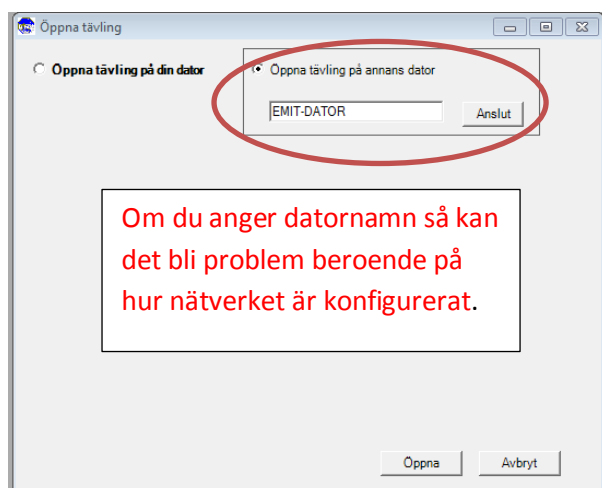 Öppna tävling
Öppna tävling på din dator
Öppna tävling på annans dator
EMIT-DATOR
Anslut
Om du anger datornamn så kan
det bli problem beroende på
hur nätverket är konfigurerat.
Öppna
Avbryt